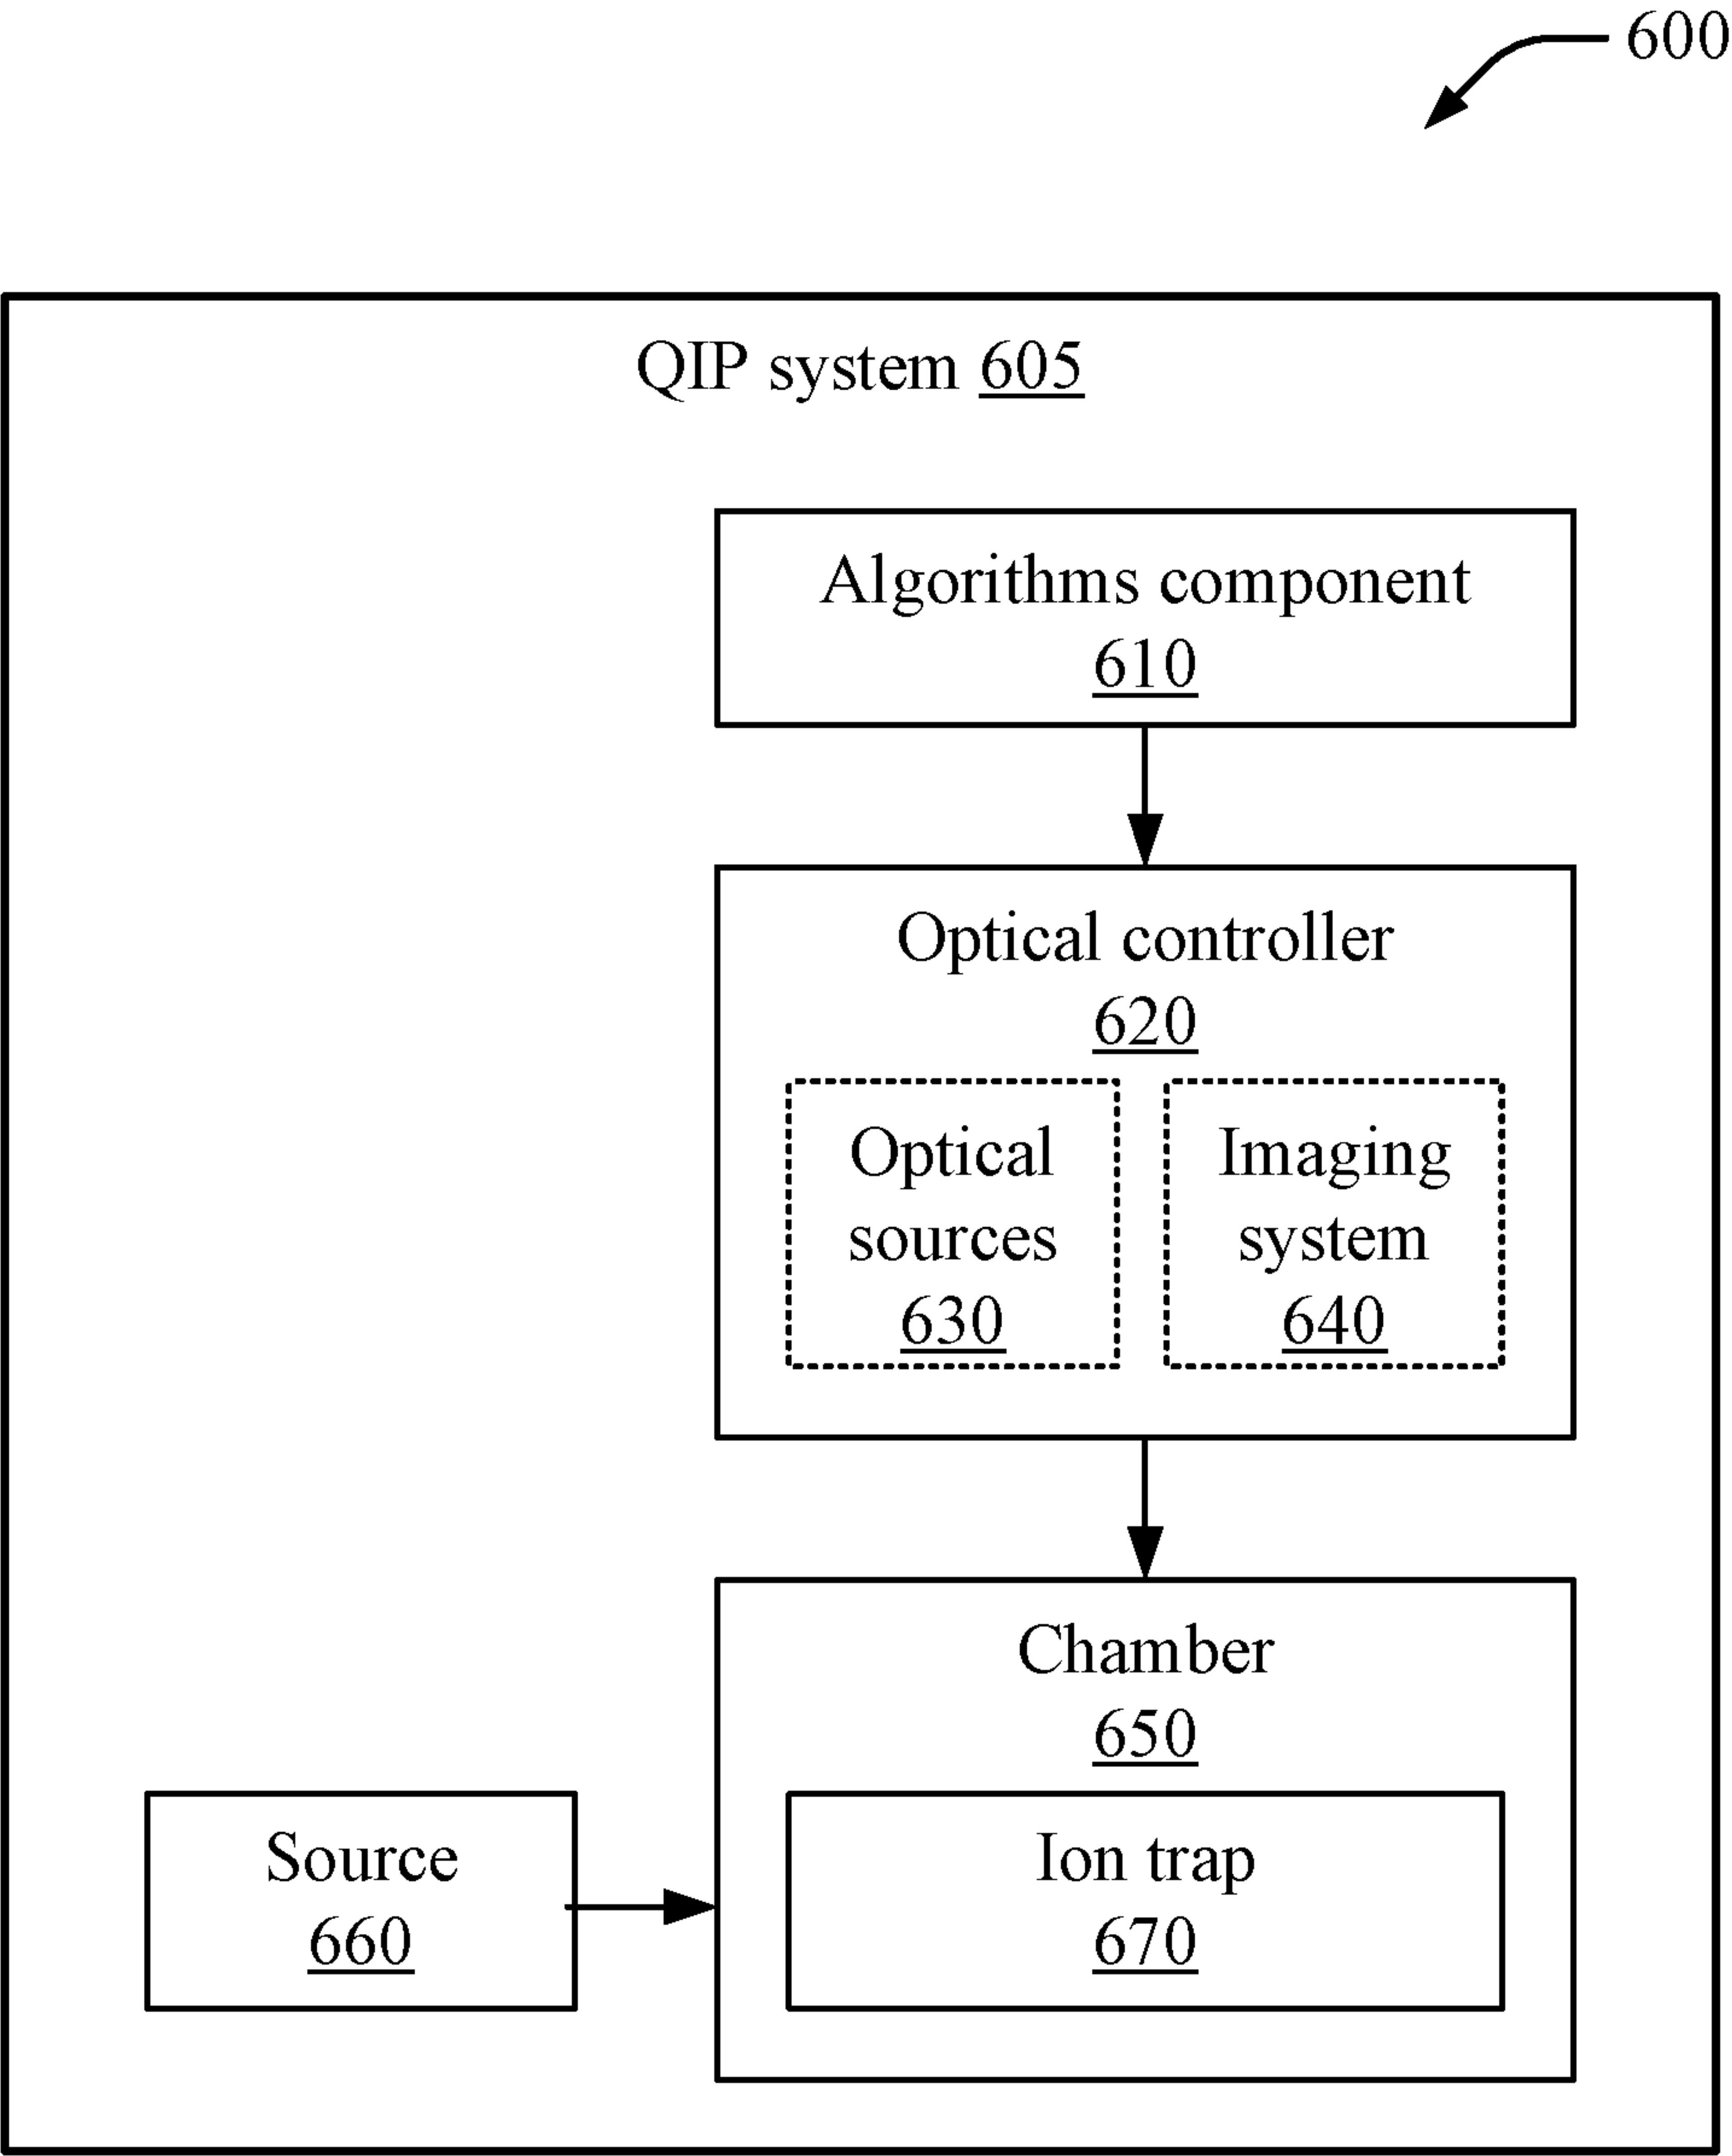 600
QIP system 605
Algorithms component
610
Optical controller
620
Optical
sources
630
Imaging
system
640
Chamber
650
Source
660
Ion trap
670